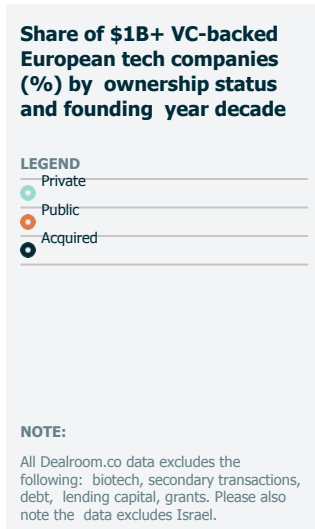 Share of $1B+ VC-backed
European tech companies
(%) by ownership status
and founding year decade
LEGEND
Private
Public
Acquired
NOTE:
All Dealroom.co data excludes the
following: biotech, secondary transactions,
debt, lending capital, grants. Please also
note the data excludes Israel.